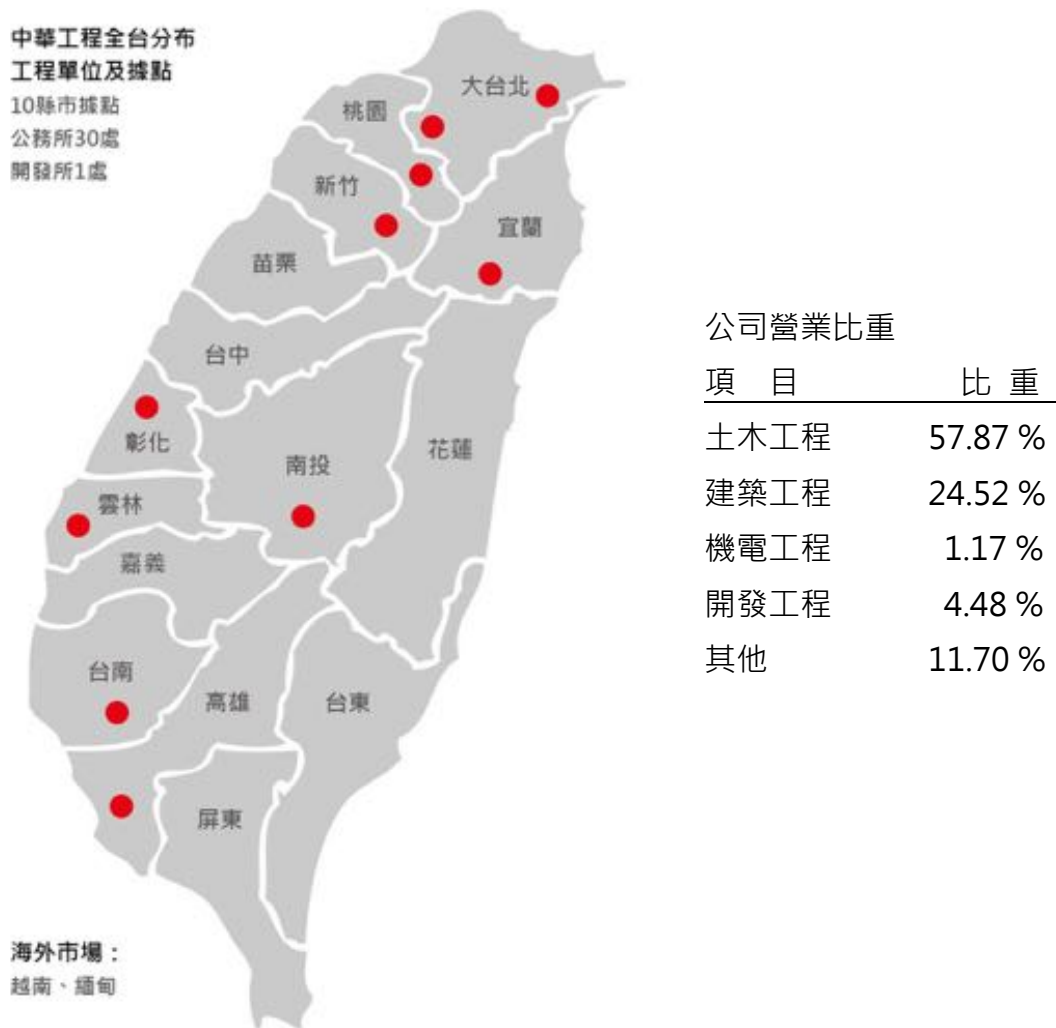 中華工程全台分布
工程單位及據點
10縣市據點
公務所30處
開發所1處
大台北
桃園
新竹
宜蘭
苗栗
台中
彰化
南投
花蓮
雲林
嘉義
台南
高雄
台東
屏東
海外市場：
越南、緬甸
公司營業比重
項 目 比 重
土木工程 57.87 %
建築工程 24.52 %
機電工程 1.17 %
開發工程 4.48 %
其他 11.70 %